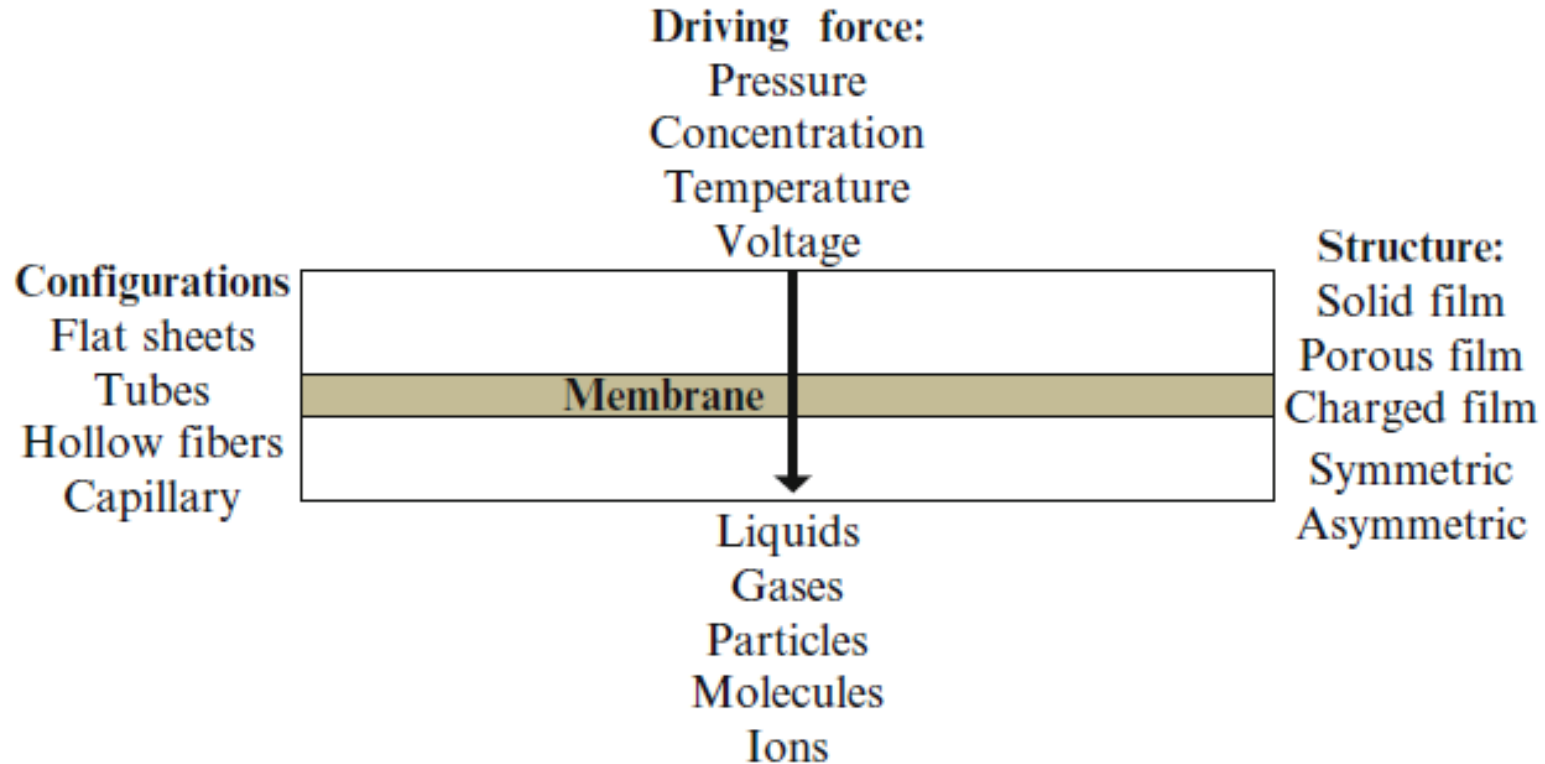 Driving force:
Pressure
Concentration
Temperature
Voltage
Configurations
Flat sheets
Tubes
Hollow fibers
Capillary
Membrane
Structure:
Solid film
Porous film
Charged film
Symmetric
Asymmetric
Liquids
Gases
Particles
Molecules
Ions